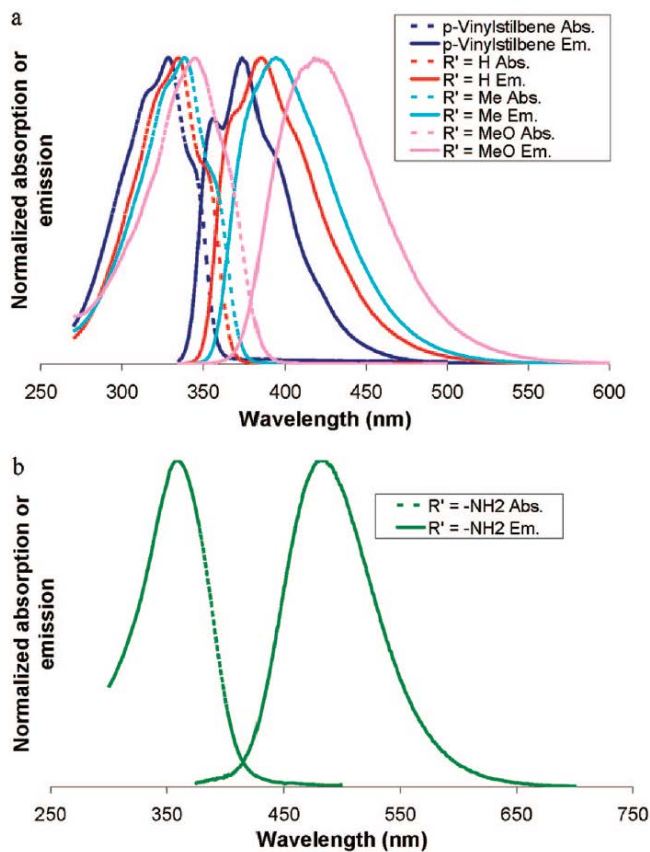 a
Normalized absorption or
emission
p-Vinylstilbene Abs.
p-Vinylstilbene Em.
R' = H Abs.
R' = H Em.
R' = Me Abs.
R' = Me Em.
R' = MeO Abs.
R' = MeO Em.
250 300 350 400 450 500 550 600
Wavelength (nm)
b
Normalized absorption or
emission
R' = -NH2 Abs.
R' = -NH2 Em.
250 350 450 550 650 750
Wavelength (nm)